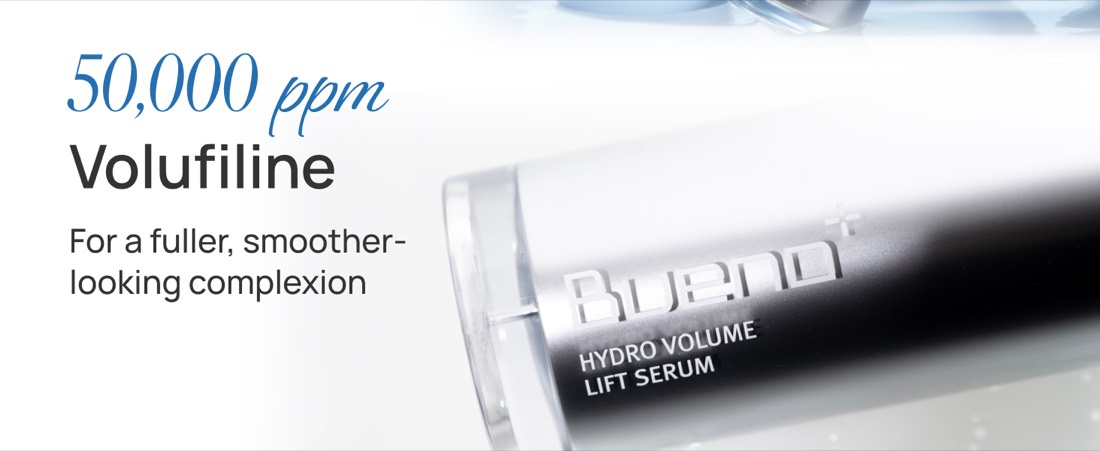 50,000 ppm
Volufiline
For a fuller, smoother-
looking complexion
Bueno+
HYDRO VOLUME
LIFT SERUM